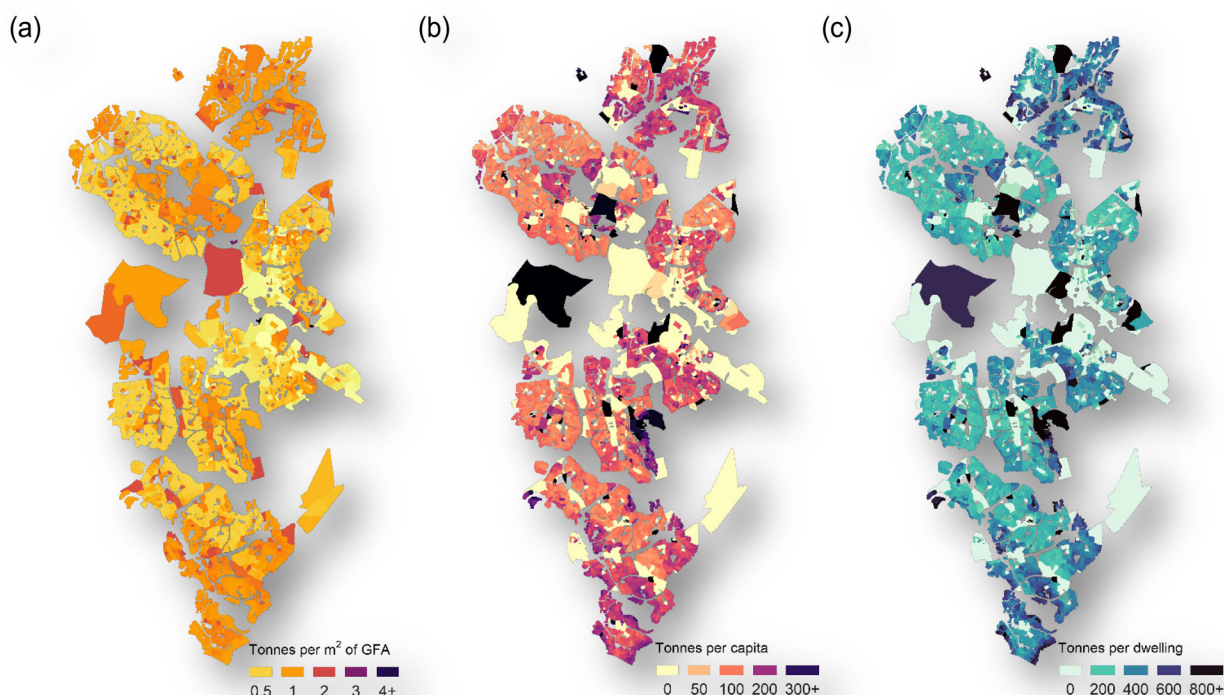 (a)
(b)
(c)
Tonnes per m² of GFA
0.5 1 2 3 4+
Tonnes per capita
0 50 100 200 300+
Tonnes per dwelling
0 200 400 600 800+